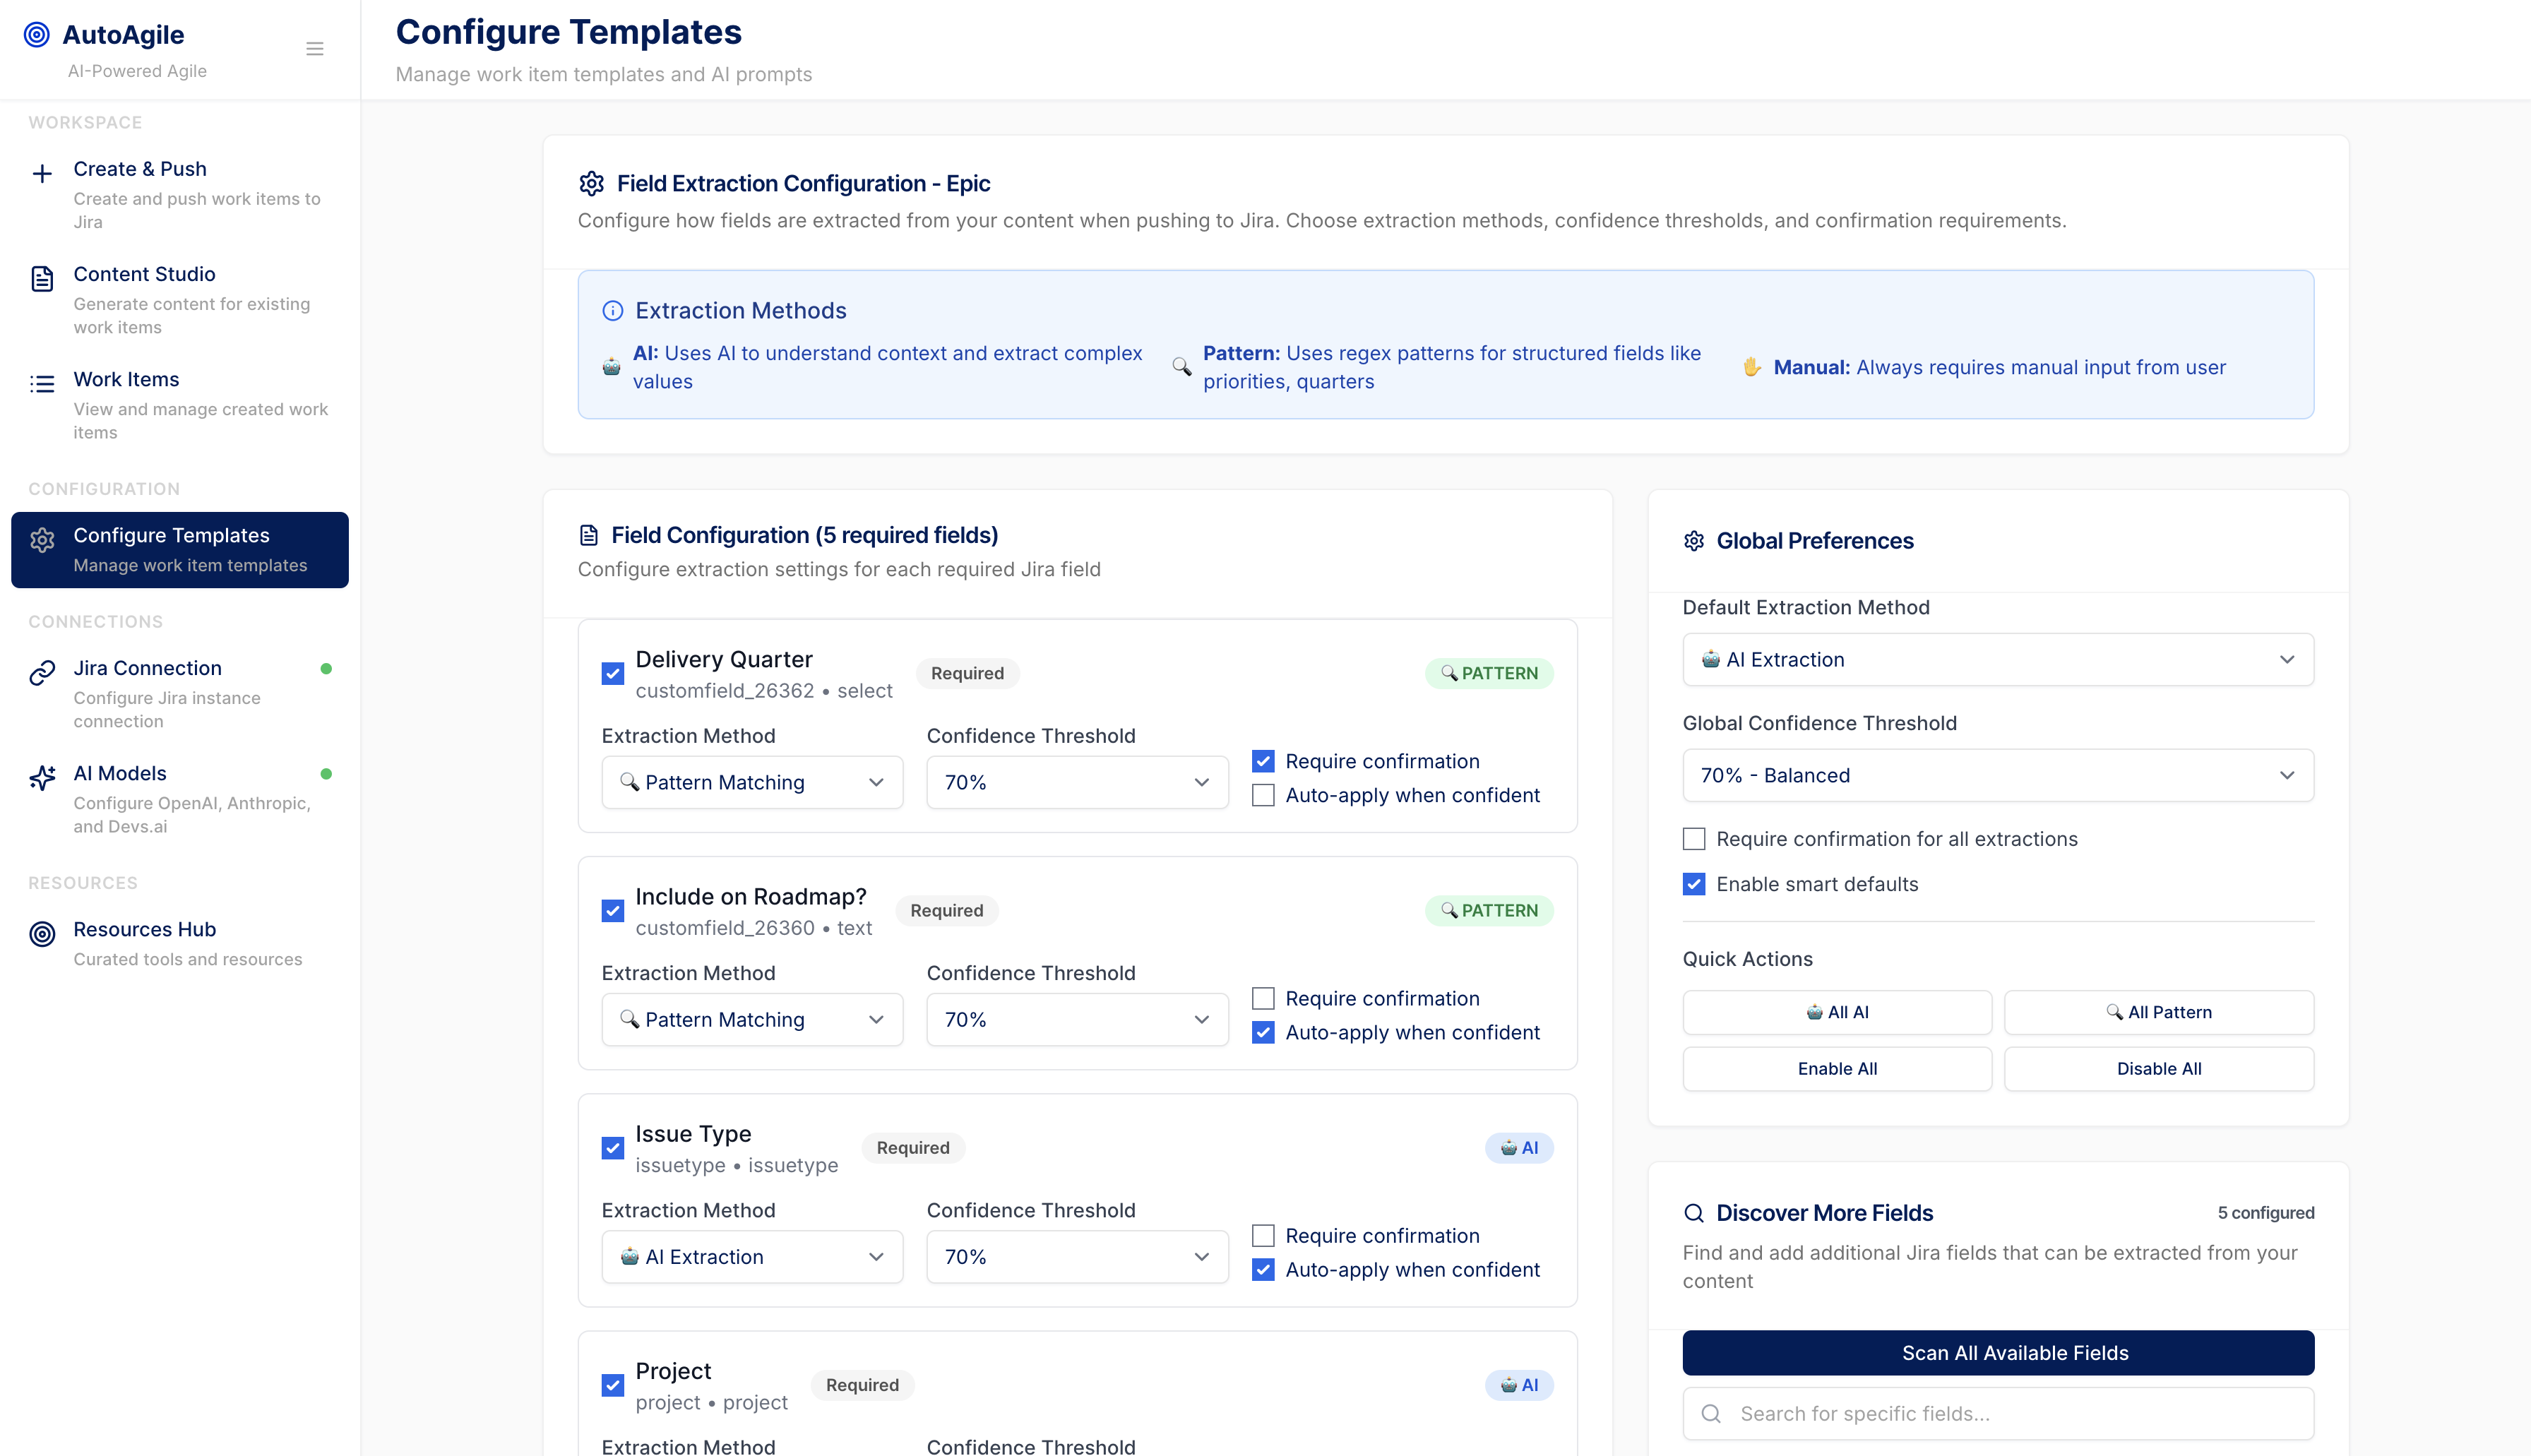 AutoAgile
AI-Powered Agile
WORKSPACE
Create & Push
Create and push work items to
Jira
Content Studio
Generate content for existing
work items
Work Items
View and manage created work
items
CONFIGURATION
Configure Templates
Manage work item templates
CONNECTIONS
Jira Connection
Configure Jira instance
connection
AI Models
Configure OpenAI, Anthropic,
and Devs.ai
RESOURCES
Resources Hub
Curated tools and resources
Configure Templates
Manage work item templates and AI prompts
Field Extraction Configuration - Epic
Configure how fields are extracted from your content when pushing to Jira. Choose extraction methods, confidence thresholds, and confirmation requirements.
Extraction Methods
AI: Uses AI to understand context and extract complex
values
Pattern: Uses regex patterns for structured fields like
priorities, quarters
Manual: Always requires manual input from user
Field Configuration (5 required fields)
Configure extraction settings for each required Jira field
Delivery Quarter
customfield_26362 • select
Required
PATTERN
Extraction Method
Confidence Threshold
Pattern Matching
70%
Require confirmation
Auto-apply when confident
Include on Roadmap?
customfield_26360 • text
Required
PATTERN
Extraction Method
Confidence Threshold
Pattern Matching
70%
Require confirmation
Auto-apply when confident
Issue Type
issuetype • issuetype
Required
AI
Extraction Method
Confidence Threshold
AI Extraction
70%
Require confirmation
Auto-apply when confident
Project
project • project
Required
AI
Extraction Method
Confidence Threshold
Global Preferences
Default Extraction Method
AI Extraction
Global Confidence Threshold
70% - Balanced
Require confirmation for all extractions
Enable smart defaults
Quick Actions
All AI
All Pattern
Enable All
Disable All
Discover More Fields
5 configured
Find and add additional Jira fields that can be extracted from your
content
Scan All Available Fields
Search for specific fields...